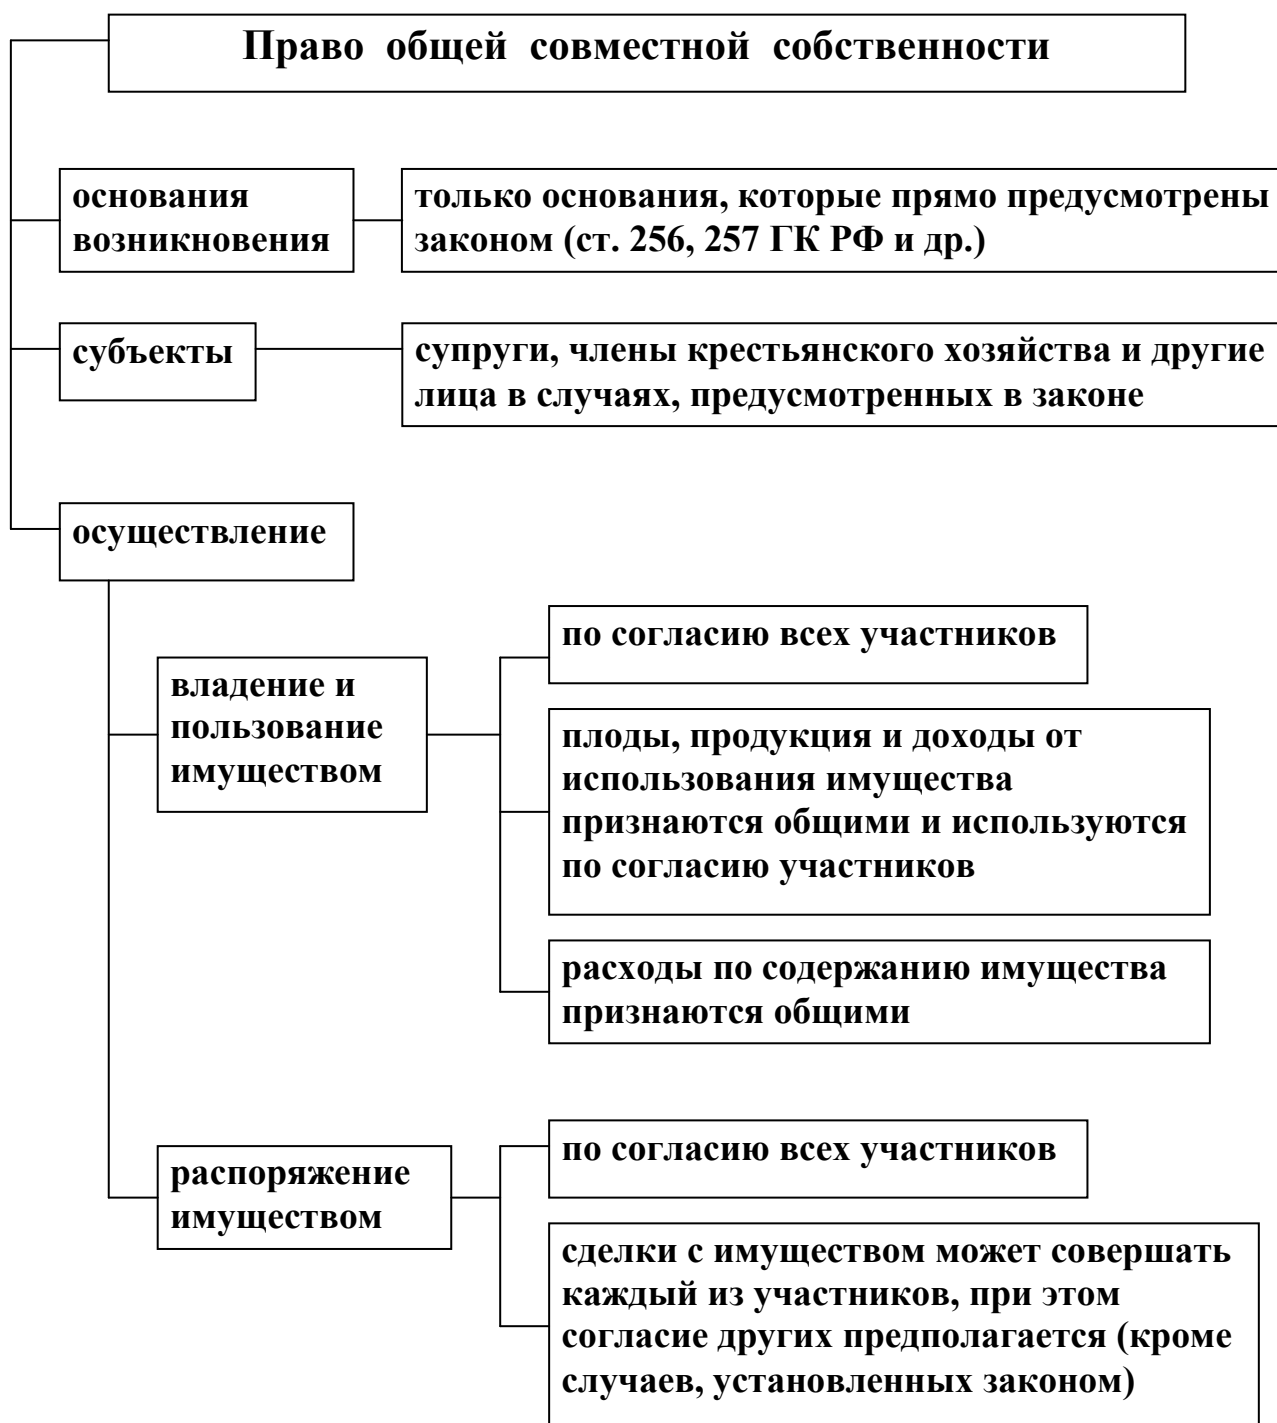 Право общей совместной собственности
основания
возникновения
только основания, которые прямо предусмотрены
законом (ст. 256, 257 ГК РФ и др.)
субъекты
супруги, члены крестьянского хозяйства и другие
лица в случаях, предусмотренных в законе
осуществление
владение и
пользование
имуществом
по согласию всех участников
плоды, продукция и доходы от
использования имущества
признаются общими и используются
по согласию участников
расходы по содержанию имущества
признаются общими
распоряжение
имуществом
по согласию всех участников
сделки с имуществом может совершать
каждый из участников, при этом
согласие других предполагается (кроме
случаев, установленных законом)